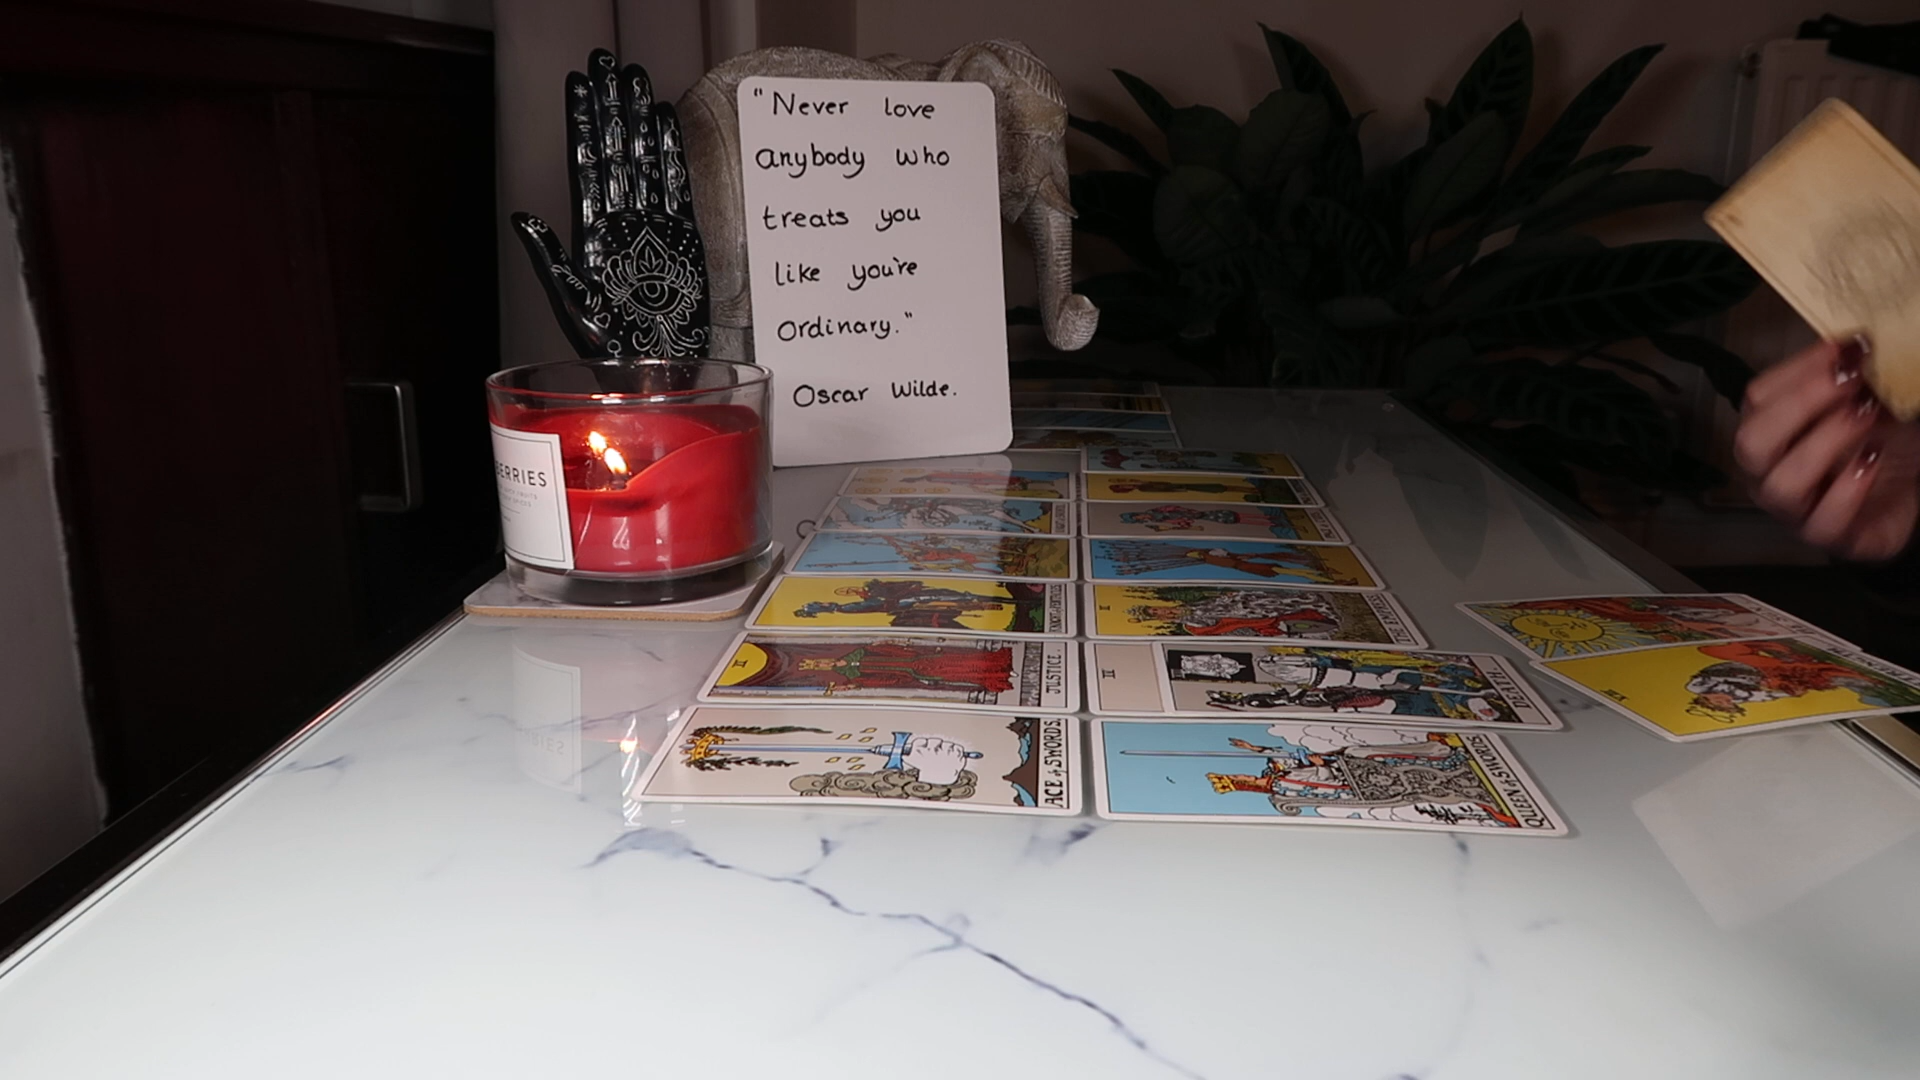 "Never love
anybody who
treats you
like you're
ordinary."
Oscar Wilde.
BERRIES
JUSTICE.
ACE of SWORDS.
DEATH.
QUEEN of SWORDS.